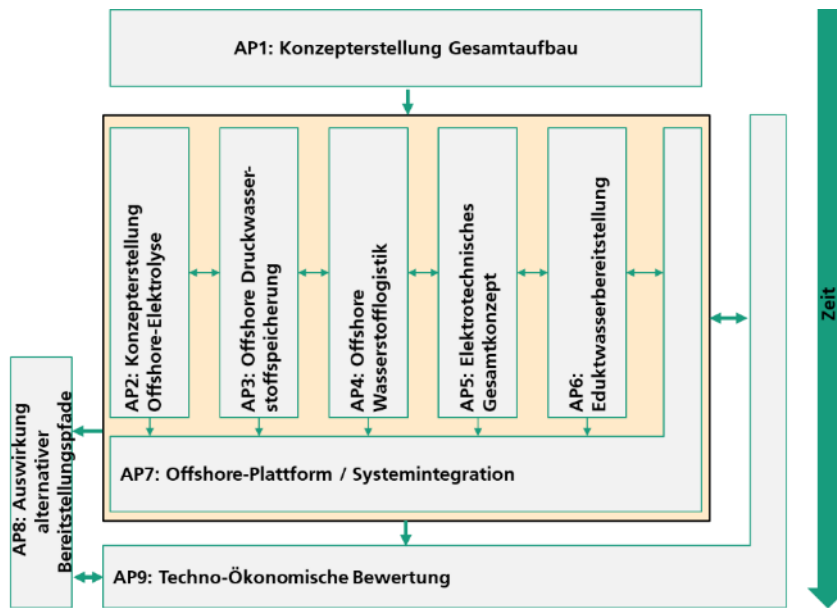 AP1: Konzepterstellung Gesamtaufbau
AP2: Konzepterstellung
Offshore-Elektrolyse
AP3: Offshore Druckwasser-
stoffspeicherung
AP4: Offshore
Wasserstofflogistik
AP5: Elektrotechnisches
Gesamtkonzept
AP6:
Eduktwasserbereitstellung
Zeit
AP7: Offshore-Plattform / Systemintegration
AP8: Auswirkung
alternativer
Bereitstellungspfade
AP9: Techno-Ökonomische Bewertung